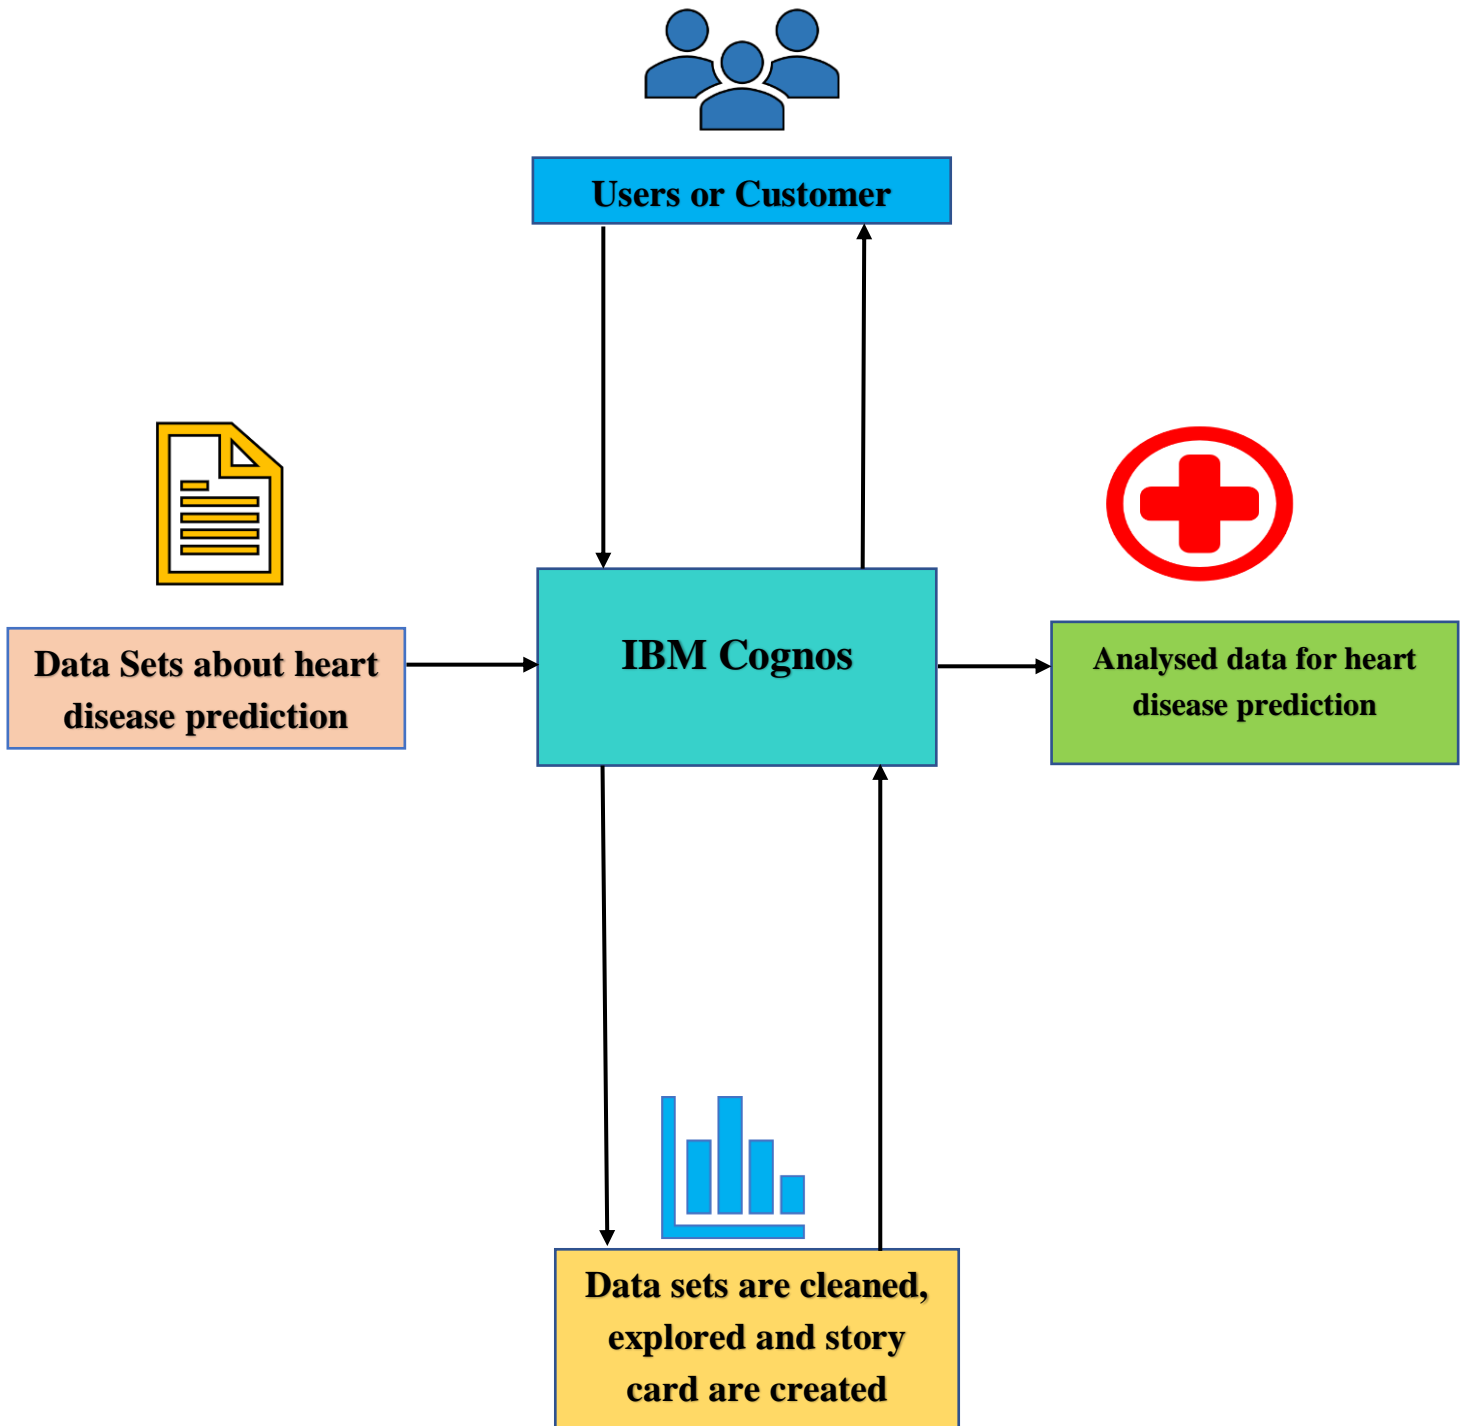 Users or Customer
Data Sets about heart
disease prediction
IBM Cognos
Analysed data for heart
disease prediction
Data sets are cleaned,
explored and story
card are created